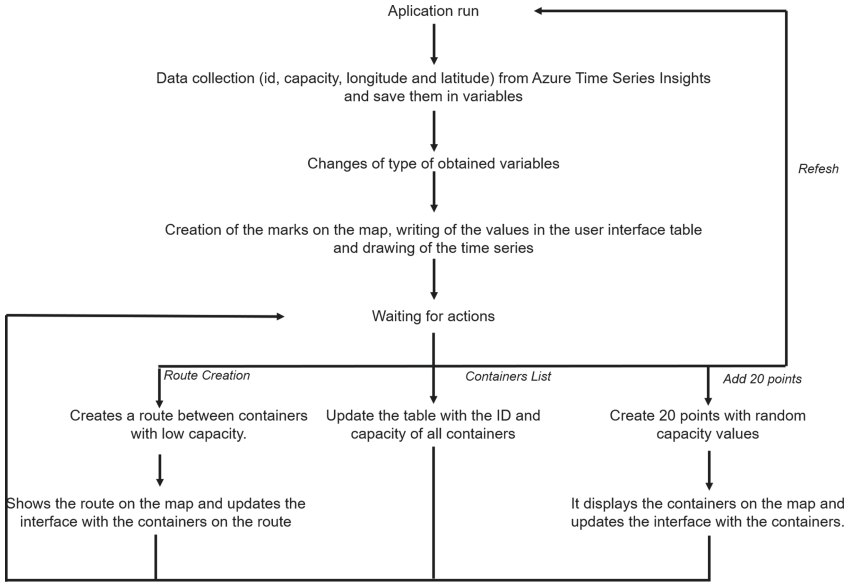 Aplication run
Data collection (id, capacity, longitude and latitude) from Azure Time Series Insights
and save them in variables
Changes of type of obtained variables
Refesh
Creation of the marks on the map, writing of the values in the user interface table
and drawing of the time series
Waiting for actions
Route Creation
Containers List
Add 20 points
Creates a route between containers
with low capacity.
Update the table with the ID and
capacity of all containers
Create 20 points with random
capacity values
Shows the route on the map and updates the
interface with the containers on the route
It displays the containers on the map and
updates the interface with the containers.